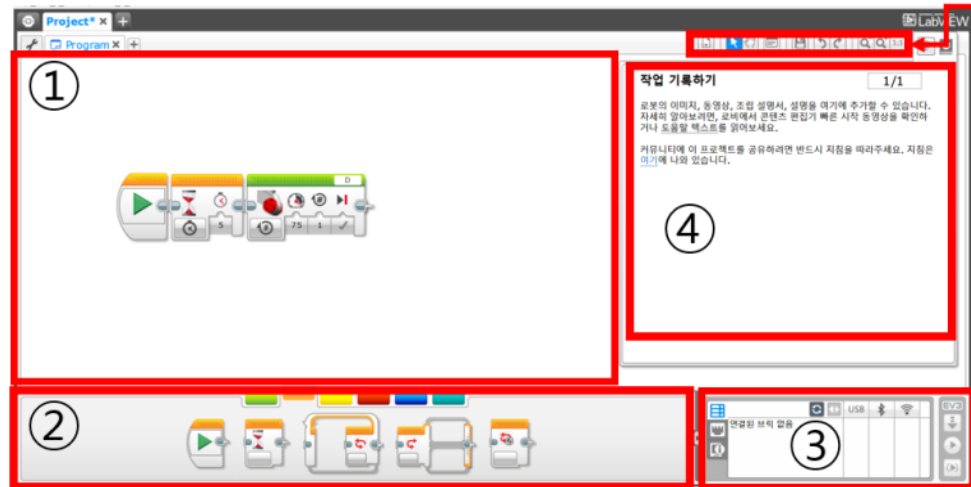 Project* × +
LabVIEW
Program × +
1:1
①
작업 기록하기
1/1
로봇의 이미지, 동영상, 조립 설명서, 설명을 여기에 추가할 수 있습니다.
자세히 알아보려면, 로비에서 콘텐츠 편집기 빠른 시작 동영상을 확인하
거나 도움말 텍스트를 읽어보세요.
커뮤니티에 이 프로젝트를 공유하려면 반드시 지침을 따라주세요. 지침은
여기에 나와 있습니다.
④
D
5
75
1
②
USB
연결된 브릭 없음
③
EV3